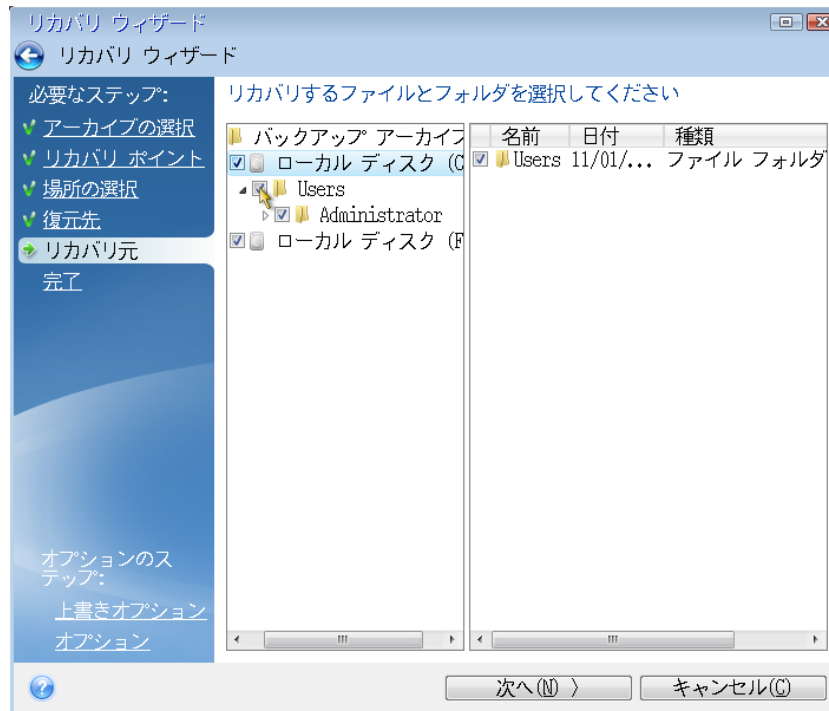 リカバリ ウィザード
リカバリ ウィザード
必要なステップ:
アーカイブの選択
リカバリ ポイント
場所の選択
復元先
リカバリ元
完了
オプションのス
テップ:
上書きオプション
オプション
リカバリするファイルとフォルダを選択してください
バックアップ アーカイブ
ローカル ディスク (C
Users
Administrator
ローカル ディスク (F
名前 日付 種類
Users 11/01/... ファイル フォルダ
次へ(N) 〉
キャンセル(C)